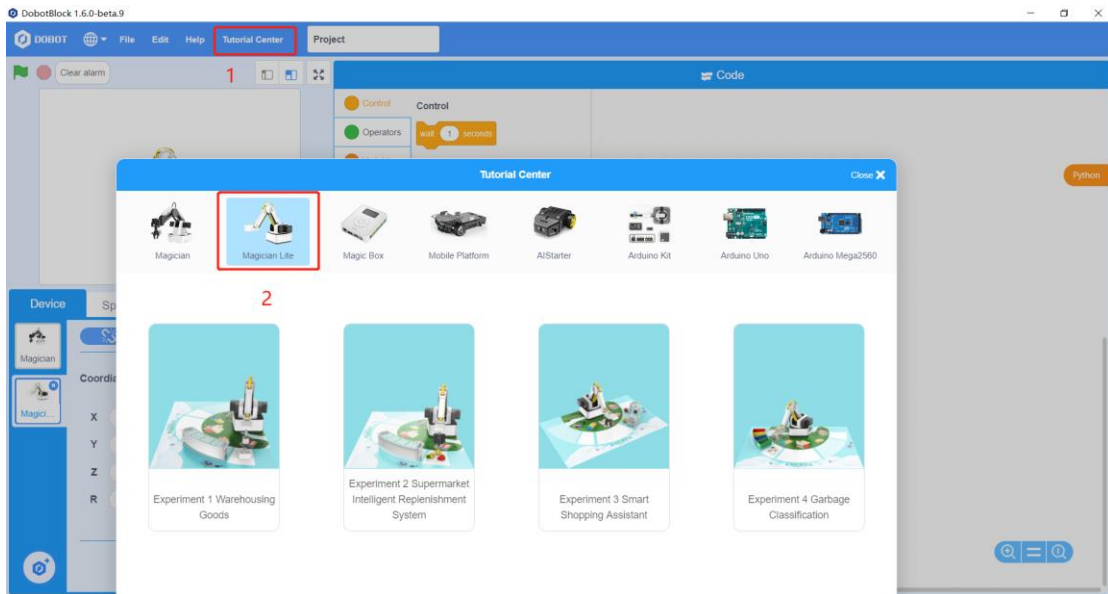 DobotBlock 1.6.0-beta.9
DOBOT File Edit Help Tutorial Center Project
Clear alarm 1 Code
Control Control
Operators wait 1 seconds
Tutorial Center Close
Python
Magician Magician Lite Magic Box Mobile Platform AIStarter Arduino Kit Arduino Uno Arduino Mega2560
2
Device Sp
Magician
Coordia
Magici...
X
Y
Z
R
Experiment 1 Warehousing
Goods
Experiment 2 Supermarket
Intelligent Replenishment
System
Experiment 3 Smart
Shopping Assistant
Experiment 4 Garbage
Classification